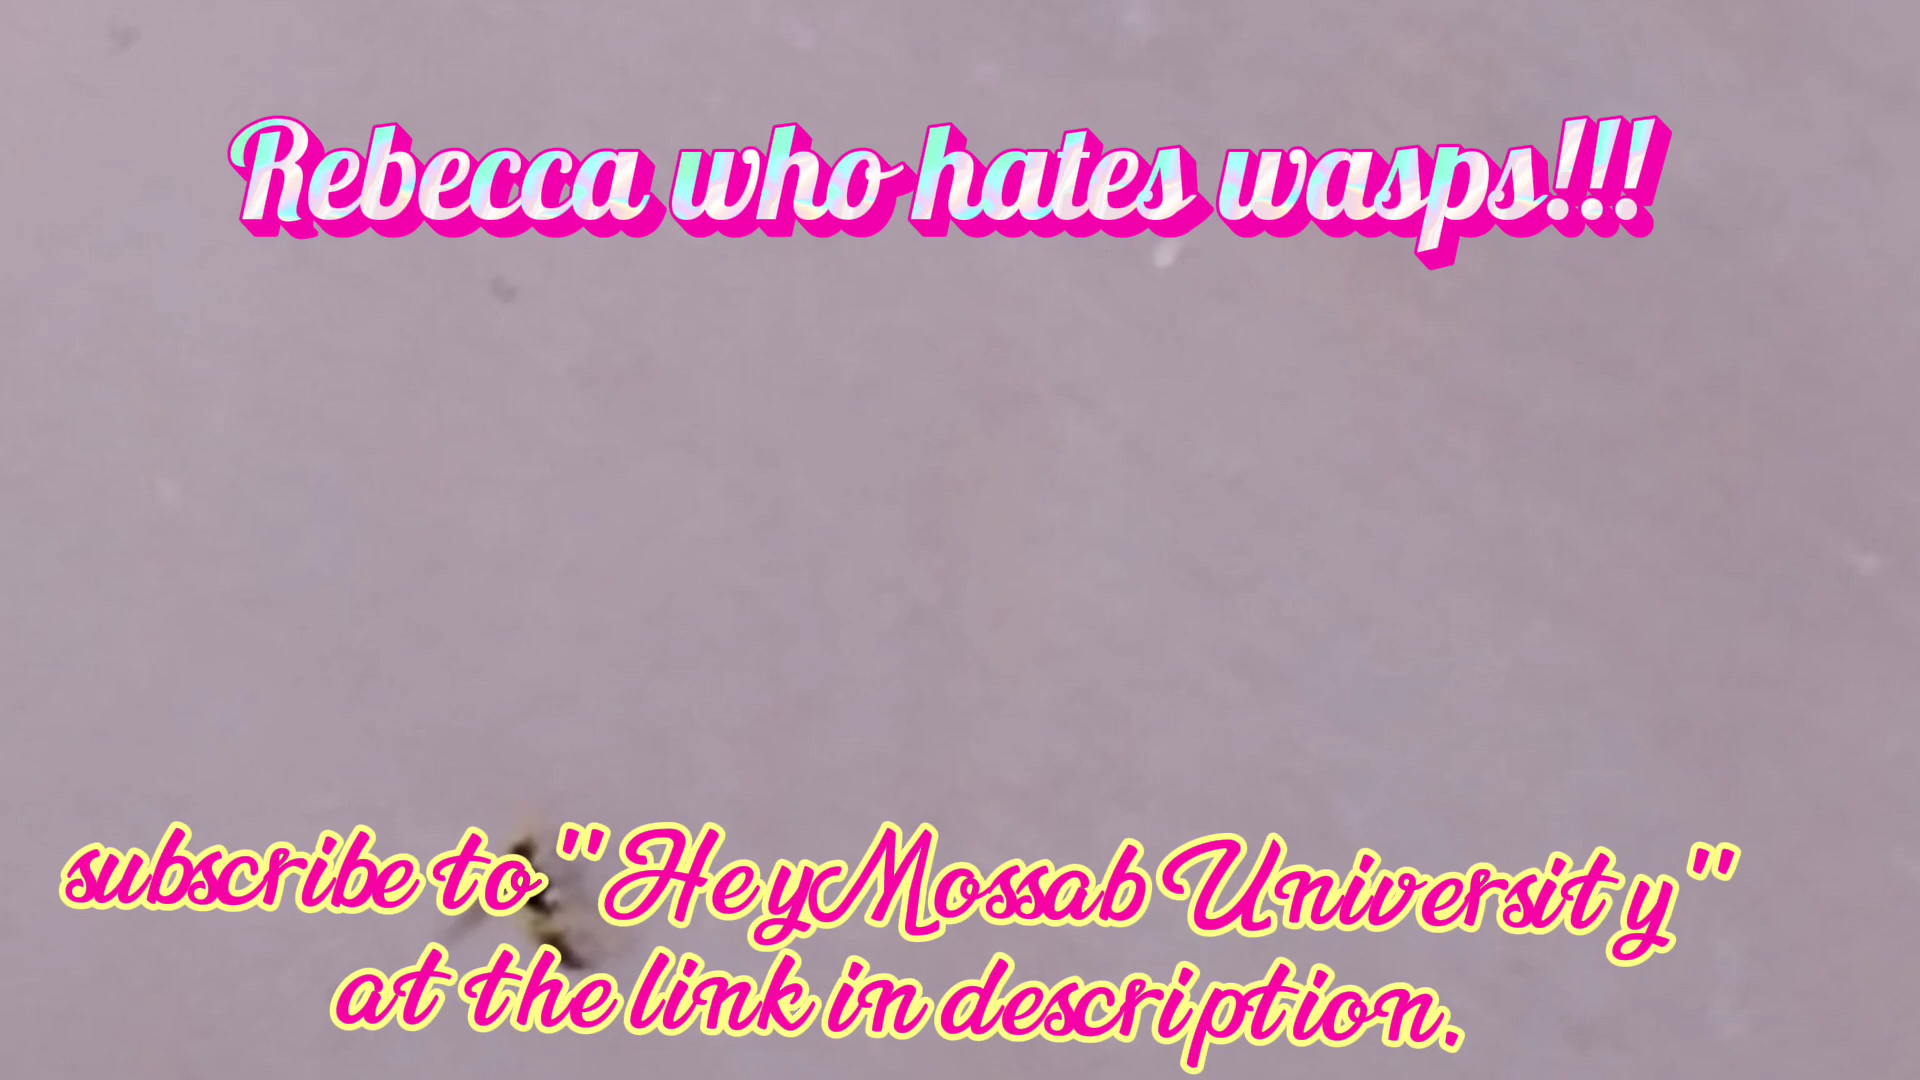 Rebecca who hates wasps!!!
subscribe to "HeyMossab University"
at the link in description.